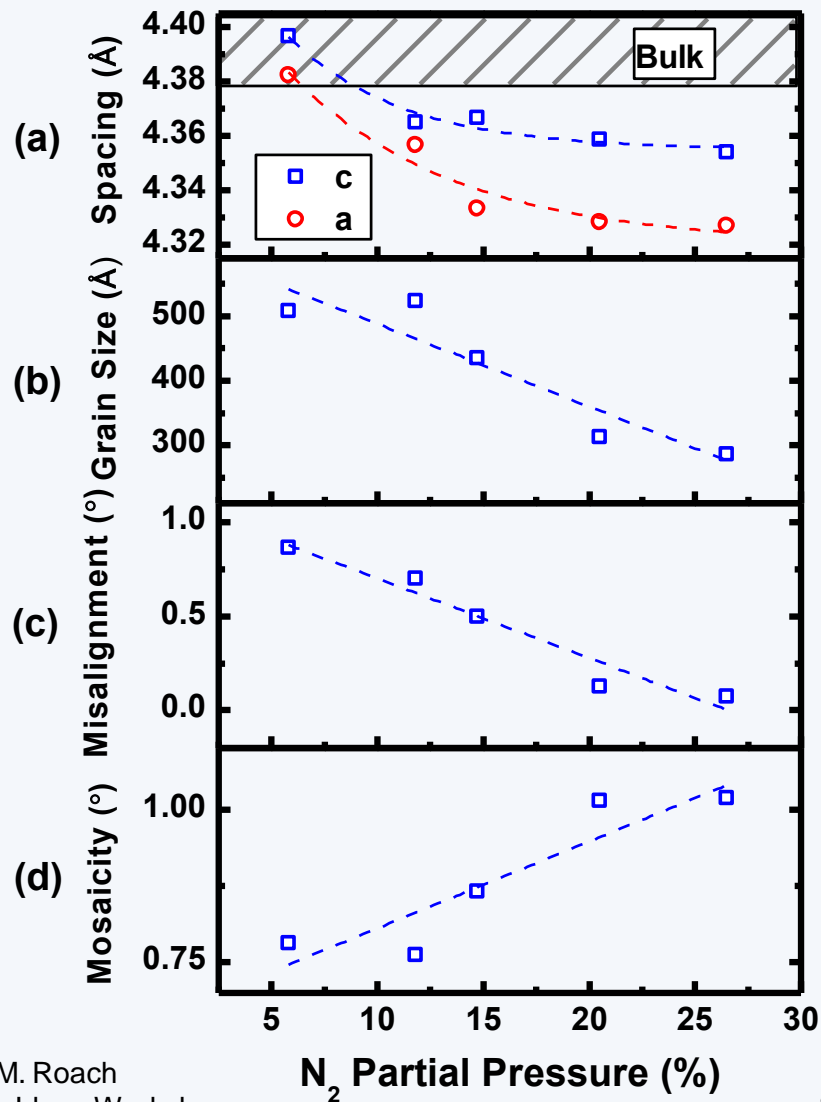 (a)
Spacing (Å)
4.40
4.38
4.36
4.34
4.32
Bulk
c
a
(b)
Grain Size (Å)
500
400
300
(c)
Misalignment (°)
1.0
0.5
0.0
(d)
Mosaicity (°)
1.00
0.75
5 10 15 20 25 30
N2 Partial Pressure (%)
M. Roach